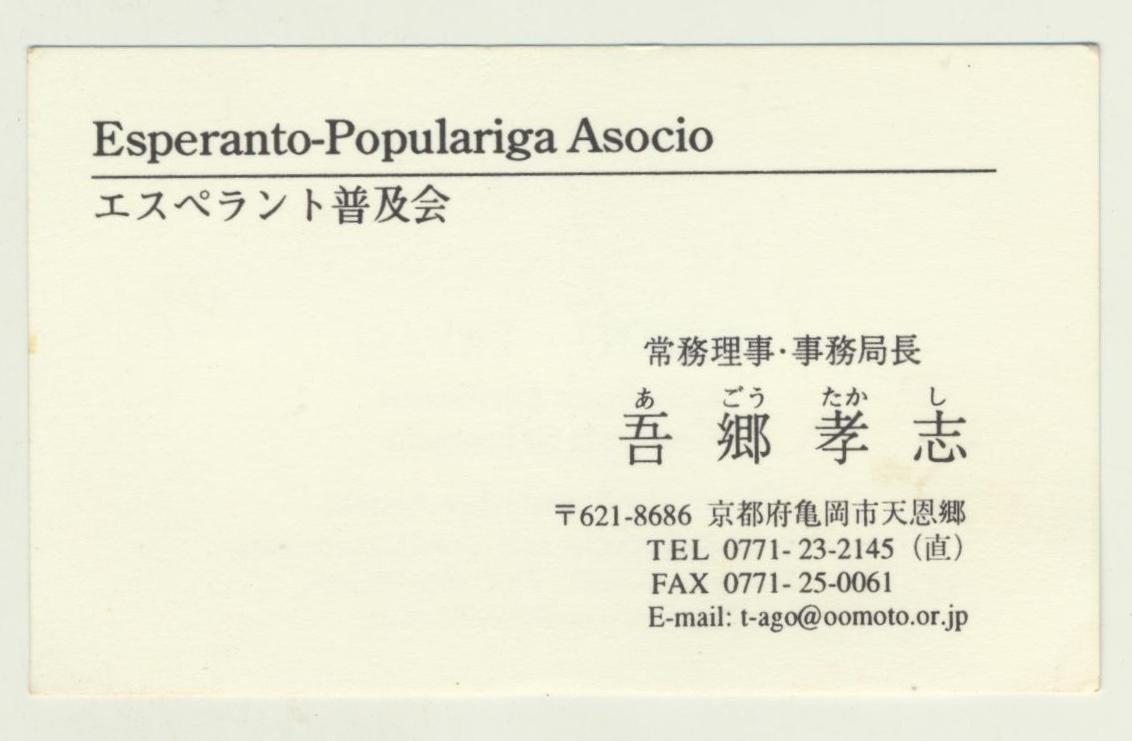 Esperanto-Populariga Asocio
エスペラント普及会
常務理事・事務局長
あ ごう たか し
吾 郷 孝 志
〒621-8686 京都府亀岡市天恩郷
TEL 0771- 23-2145（直）
FAX 0771- 25-0061
E-mail: t-ago@oomoto.or.jp